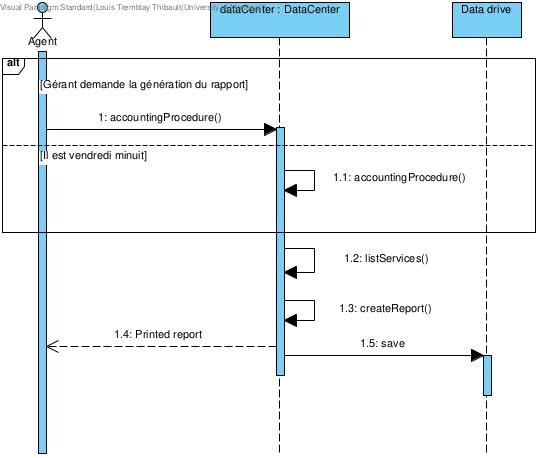 Visual Paradigm Standard(Louis Tremblay Thibault(University
dataCenter : DataCenter
Data drive
Agent
alt
[Gérant demande la génération du rapport]
1: accountingProcedure()
[Il est vendredi minuit]
1.1: accountingProcedure()
1.2: listServices()
1.3: createReport()
1.4: Printed report
1.5: save